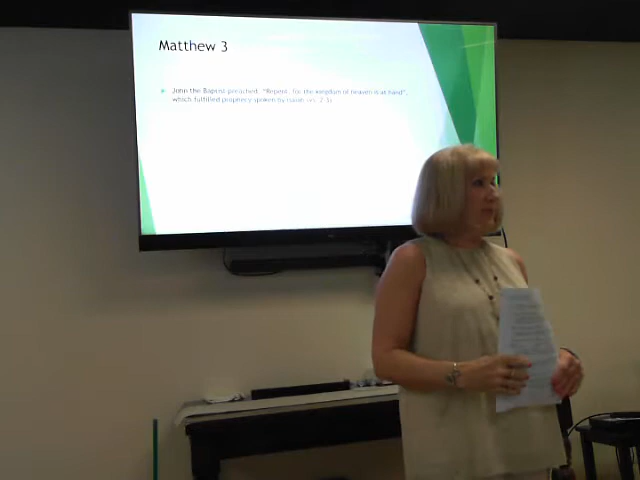 Matthew 3
John the Baptist preached, "Repent, for the kingdom of heaven is at hand",
which fulfilled prophecy spoken by Isaiah (vs. 2-3)